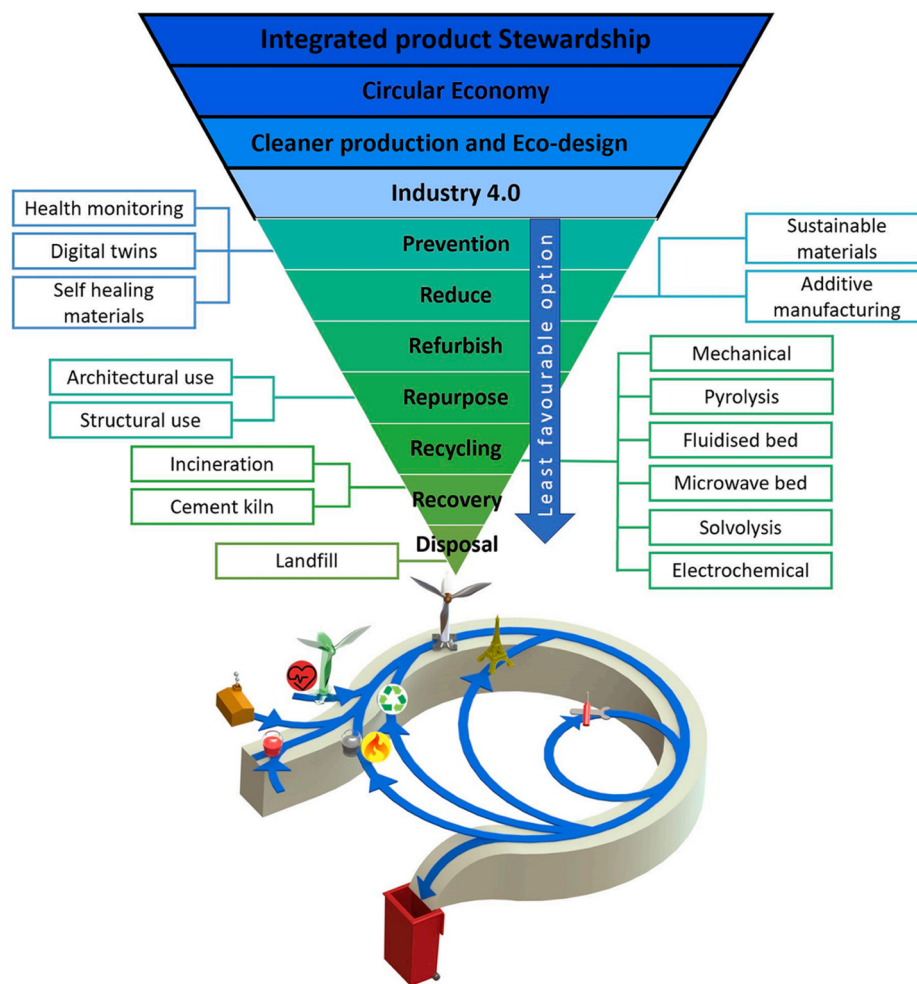 Integrated product Stewardship
Circular Economy
Cleaner production and Eco-design
Industry 4.0
Health monitoring
Digital twins
Self healing
materials
Prevention
Reduce
Refurbish
Repurpose
Recycling
Recovery
Disposal
Least favourable option
Sustainable
materials
Additive
manufacturing
Architectural use
Structural use
Incineration
Cement kiln
Landfill
Mechanical
Pyrolysis
Fluidised bed
Microwave bed
Solvolysis
Electrochemical